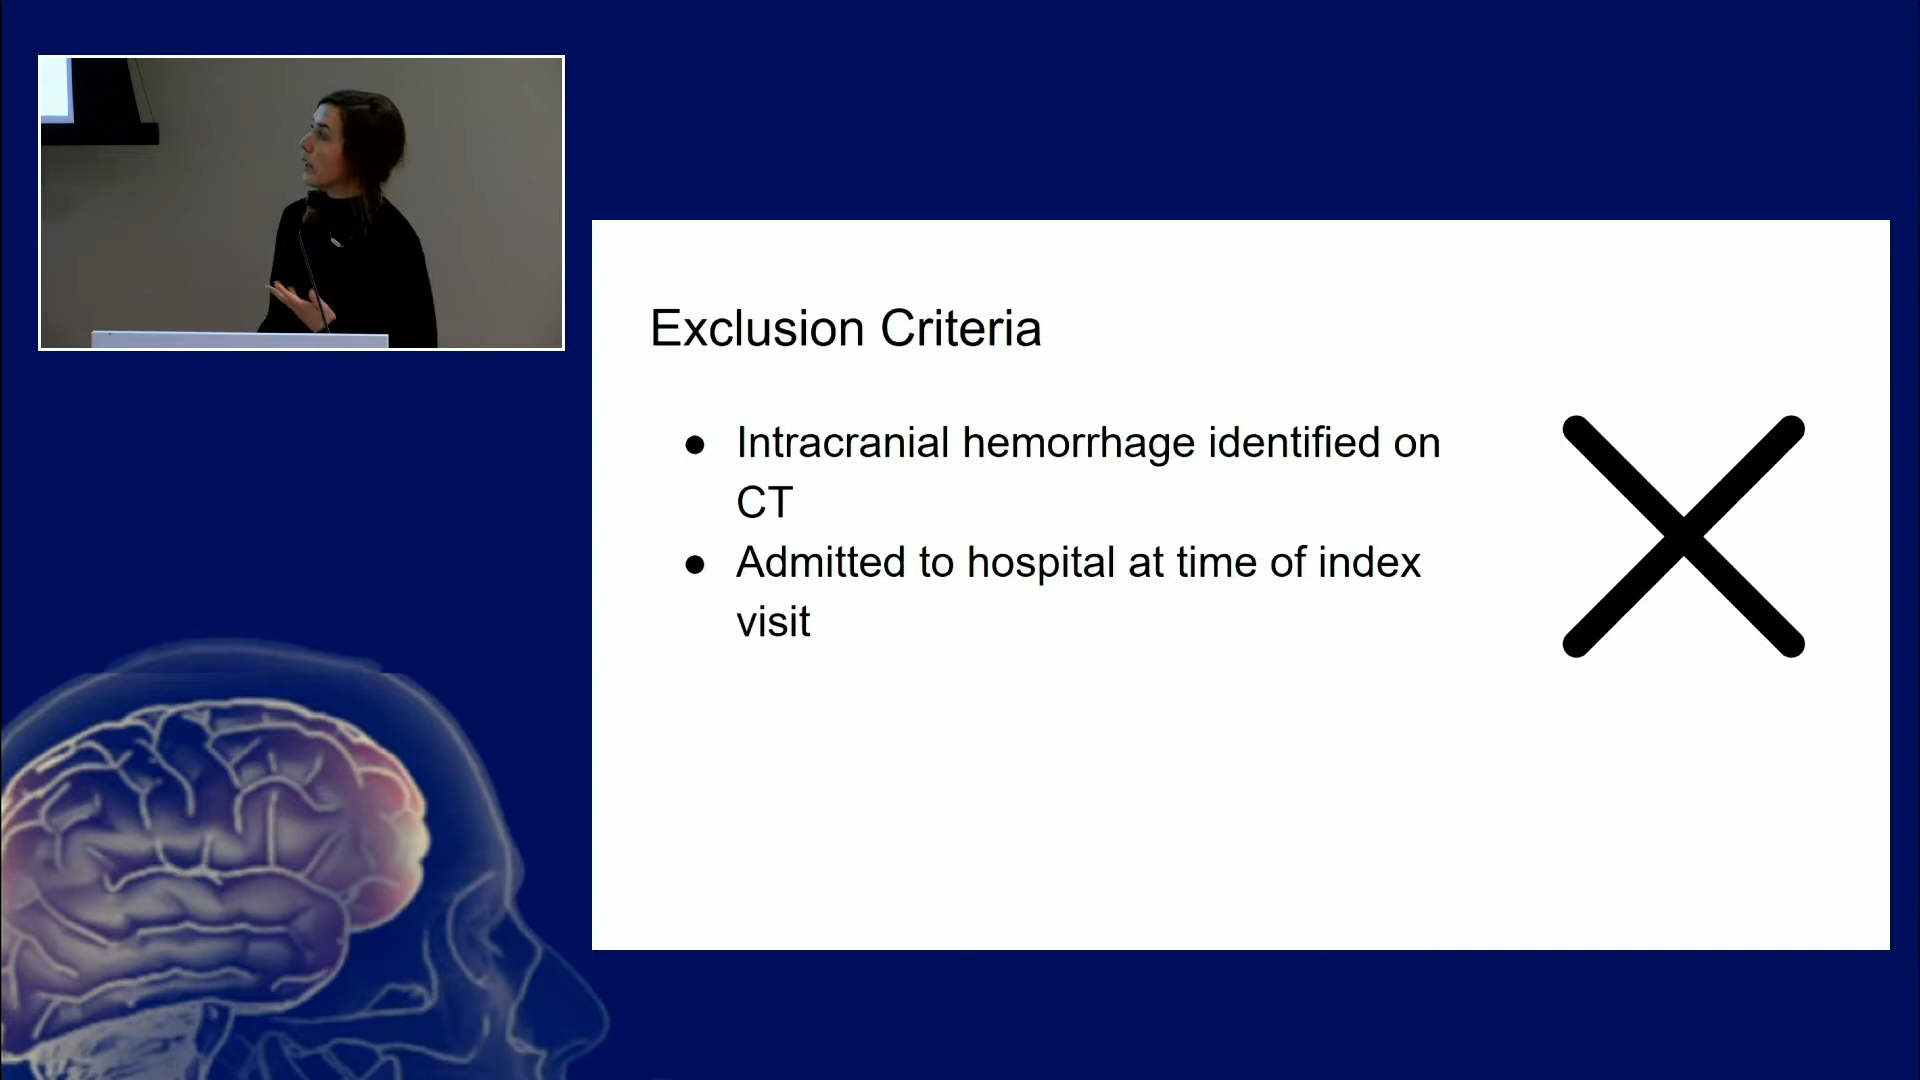 Exclusion Criteria
● Intracranial hemorrhage identified on
CT
● Admitted to hospital at time of index
visit